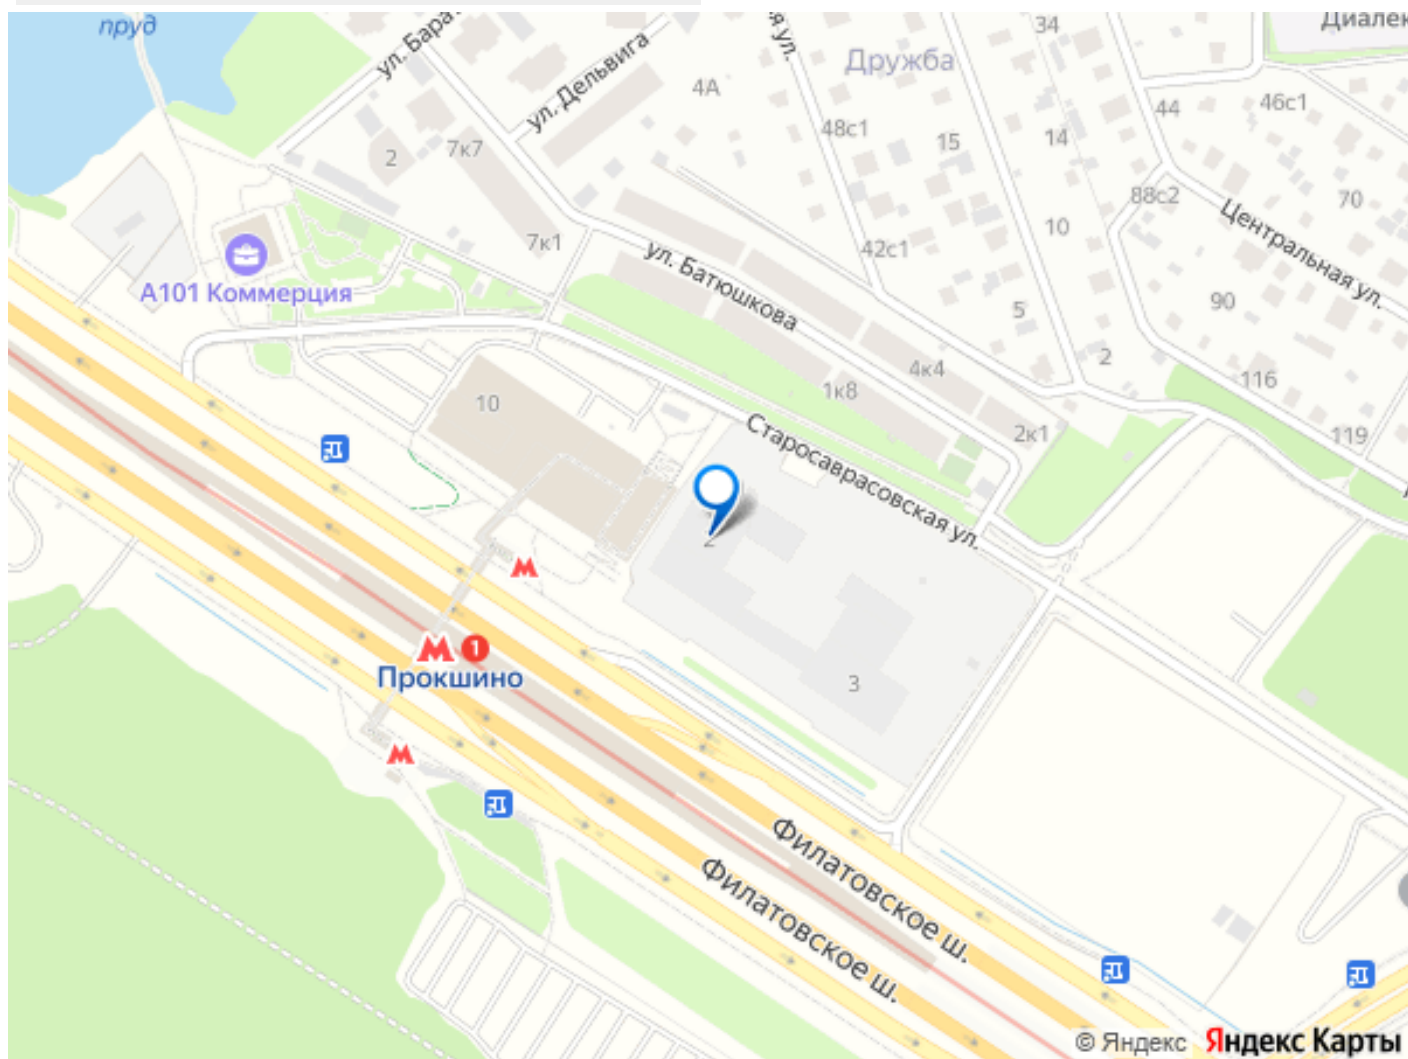 пруд
ул. Барат
ул. Дельвига
я ул.
Дружба
34
Диалек
4А
48с1
15
14
44
46с1
2
7к7
7к1
88с2
70
Центральная ул.
10
42с1
ул. Батюшкова
А101 Коммерция
5
90
2
4к4
1к8
116
10
2к1
119
Старосаврасовская ул.
2
М
М 1
Прокшино
3
М
Филатовское ш.
Филатовское ш.
© Яндекс Яндекс Карты